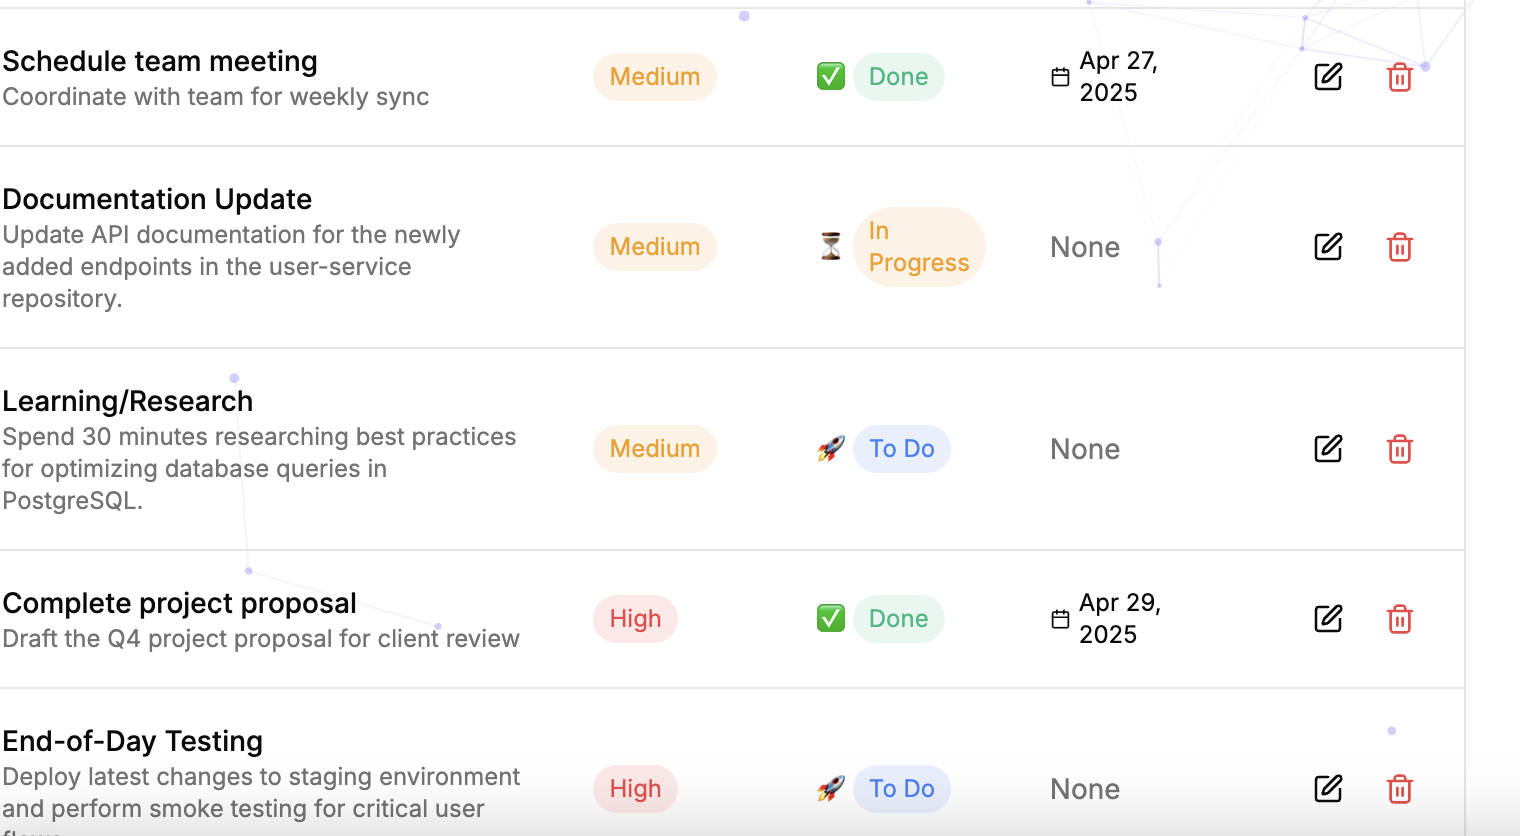 Schedule team meeting
Coordinate with team for weekly sync
Medium
✅ Done
Apr 27,
2025
Documentation Update
Update API documentation for the newly
added endpoints in the user-service
repository.
Medium
⏳ In
Progress
None
Learning/Research
Spend 30 minutes researching best practices
for optimizing database queries in
PostgreSQL.
Medium
🚀 To Do
None
Complete project proposal
Draft the Q4 project proposal for client review
High
✅ Done
Apr 29,
2025
End-of-Day Testing
Deploy latest changes to staging environment
and perform smoke testing for critical user
High
🚀 To Do
None